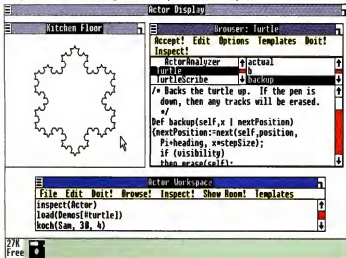 Actor Display
Kitchen Floor
Browser: Turtle
Accept! Edit Options Templates Doit!
Inspect!
ActorAnalyzer
Turtle
TurtleScribe
actual
b
backup
/* Backs the turtle up. If the pen is
down, then any tracks will be erased.
*/
Def backup(self,x | nextPosition)
{nextPosition:=next(self,position,
Pi+heading, x*stepSize);
if (visibility)
then erase(self);
Actor Workspace
File Edit Doit! Browse! Inspect! Show Room! Templates
inspect(Actor)
load(Demos[#turtle])
koch(Sam, 30, 4)
27K
Free